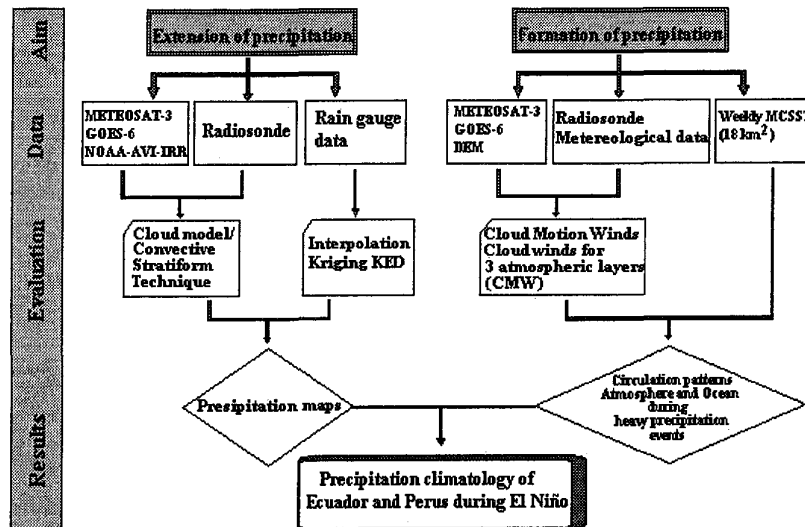 Aim
Extension of precipitation
Formation of precipitation
Data
METEOSAT-3
GOES-6
NOAA-AVI-IRR
Radiosonde
Rain gauge
data
METEOSAT-3
GOES-6
DEM
Radiosonde
Metereological data
Weekly MCSST
(18km²)
Evaluation
Cloud model/
Convective
Stratiform
Technique
Interpolation
Kriging KED
Cloud Motion Winds
Cloud winds for
3 atmospheric layers
(CMW)
Results
Presipitation maps
Circulation patterns
Atmosphere and Ocean
during
heavy precipitation
events
Precipitation climatology of
Ecuador and Perus during El Niño